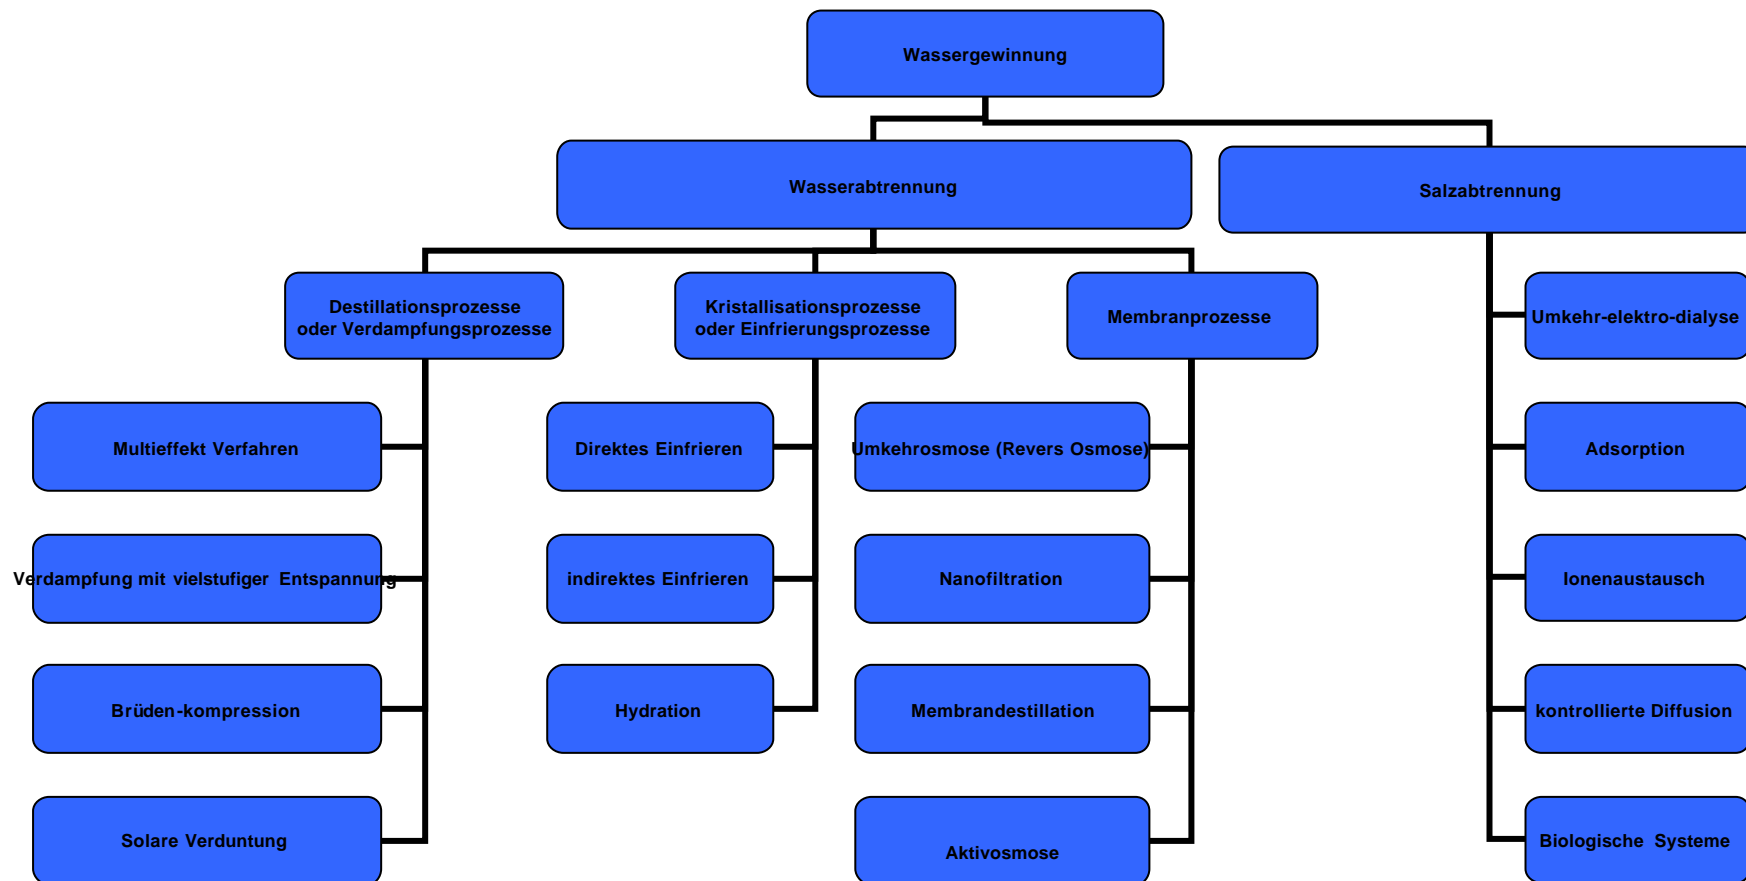 Wassergewinnung
Wasserabtrennung
Salzabtrennung
Destillationsprozesse
oder Verdampfungsprozesse
Kristallisationsprozesse
oder Einfrierungsprozesse
Membranprozesse
Umkehr-elektro-dialyse
Multieffekt Verfahren
Direktes Einfrieren
Umkehrosmose (Revers Osmose)
Adsorption
Verdampfung mit vielstufiger Entspannung
indirektes Einfrieren
Nanofiltration
Ionenaustausch
Brüden-kompression
Hydration
Membrandestillation
kontrollierte Diffusion
Solare Verduntung
Aktivosmose
Biologische Systeme